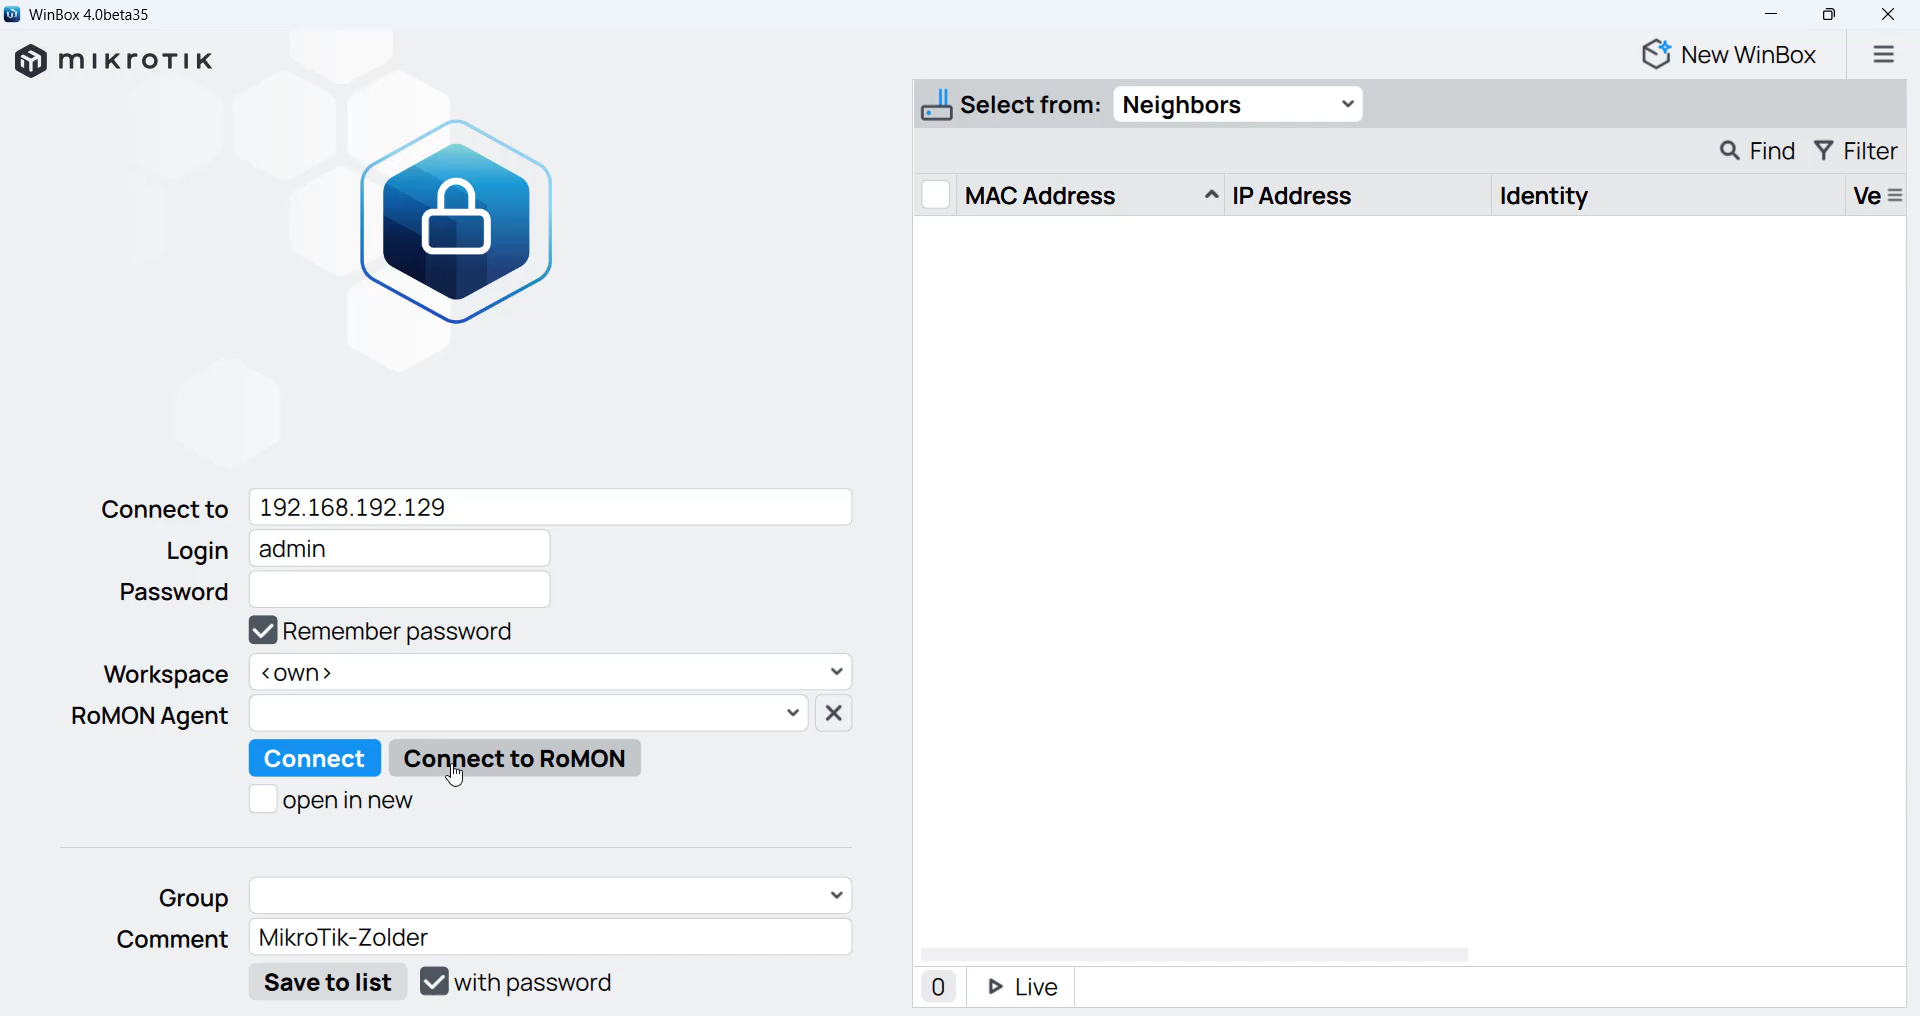 WinBox 4.0beta35
mikrotik
New WinBox
Select from: Neighbors
Find Filter
MAC Address IP Address Identity Ve
Connect to 192.168.192.129
Login admin
Password
Remember password
Workspace <own>
RoMON Agent
Connect Connect to RoMON
open in new
Group
Comment MikroTik-Zolder
Save to list with password
0 Live